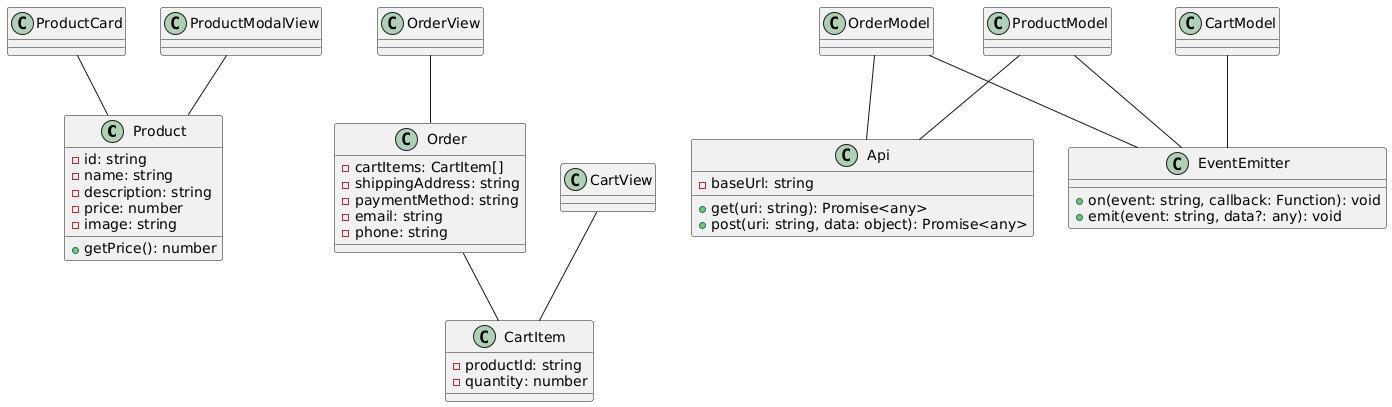 C ProductCard
C ProductModalView
C OrderView
C OrderModel
C ProductModel
C CartModel
C Product
id: string
name: string
description: string
price: number
image: string
getPrice(): number
C Order
cartItems: CartItem[]
shippingAddress: string
paymentMethod: string
email: string
phone: string
C CartView
C Api
baseUrl: string
get(uri: string): Promise<any>
post(uri: string, data: object): Promise<any>
C EventEmitter
on(event: string, callback: Function): void
emit(event: string, data?: any): void
C CartItem
productId: string
quantity: number